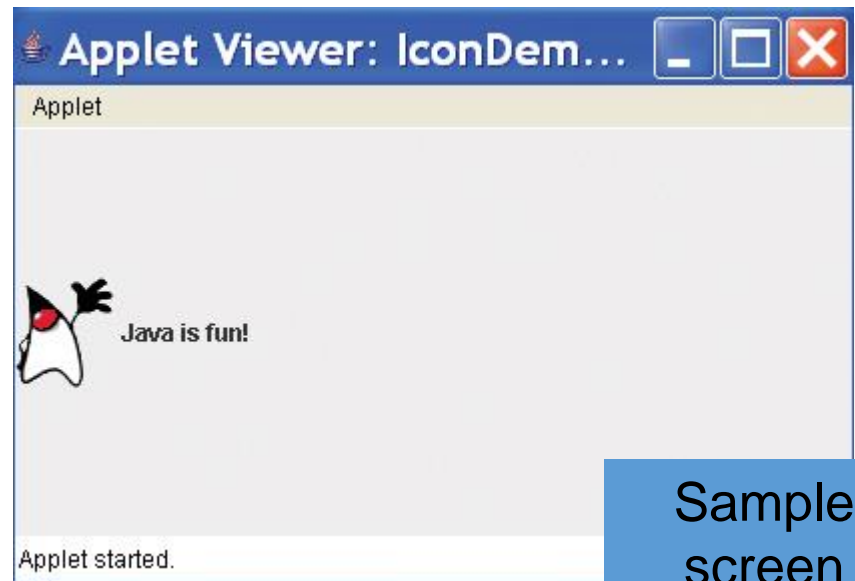 Applet Viewer: IconDem...
Applet
Java is fun!
Applet started.
Sample
screen